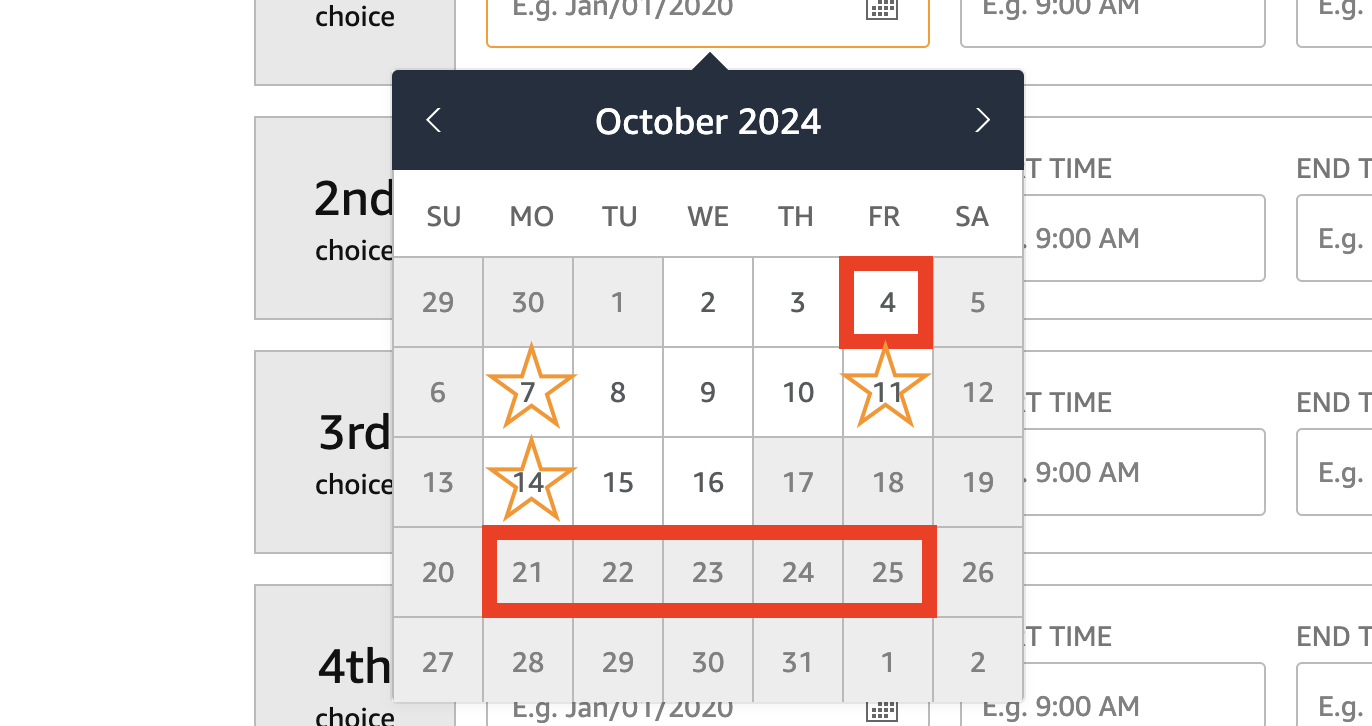 choice
E.g. Jan/01/2020
E.g. 9:00 AM
E.g.
October 2024
SU MO TU WE TH FR SA
29 30 1 2 3 4 5
6 7 8 9 10 11 12
13 14 15 16 17 18 19
20 21 22 23 24 25 26
27 28 29 30 31 1 2
2nd
choice
T TIME
END T
. 9:00 AM
E.g.
3rd
choice
T TIME
END T
. 9:00 AM
E.g.
4th
choice
T TIME
END T
E.g. Jan/01/2020
E.g. 9:00 AM
E.g.